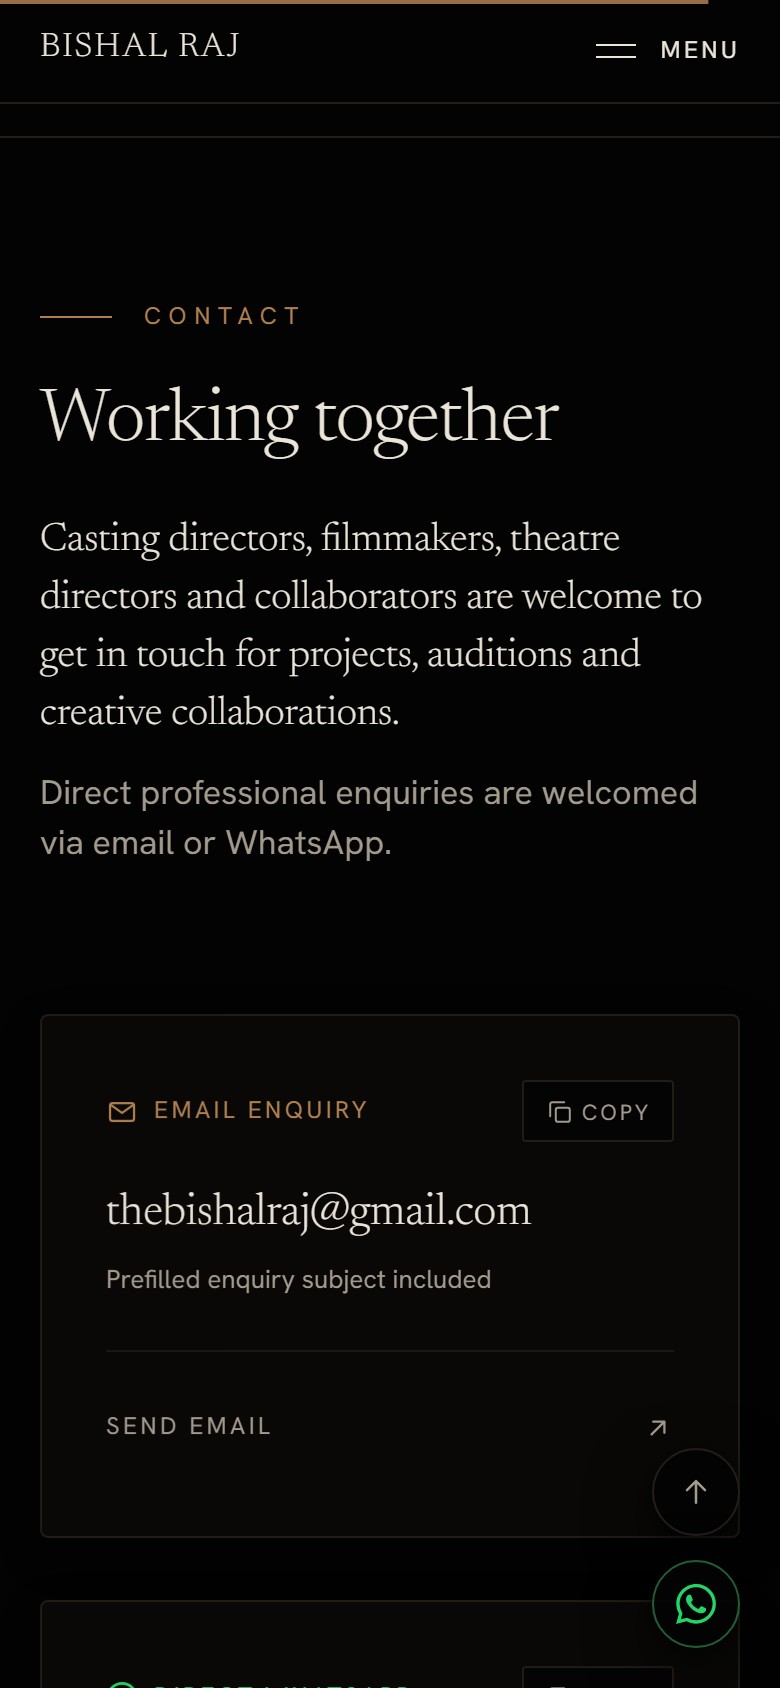 BISHAL RAJ
MENU
CONTACT
Working together
Casting directors, filmmakers, theatre
directors and collaborators are welcome to
get in touch for projects, auditions and
creative collaborations.
Direct professional enquiries are welcomed
via email or WhatsApp.
EMAIL ENQUIRY
COPY
thebishalraj@gmail.com
Prefilled enquiry subject included
SEND EMAIL